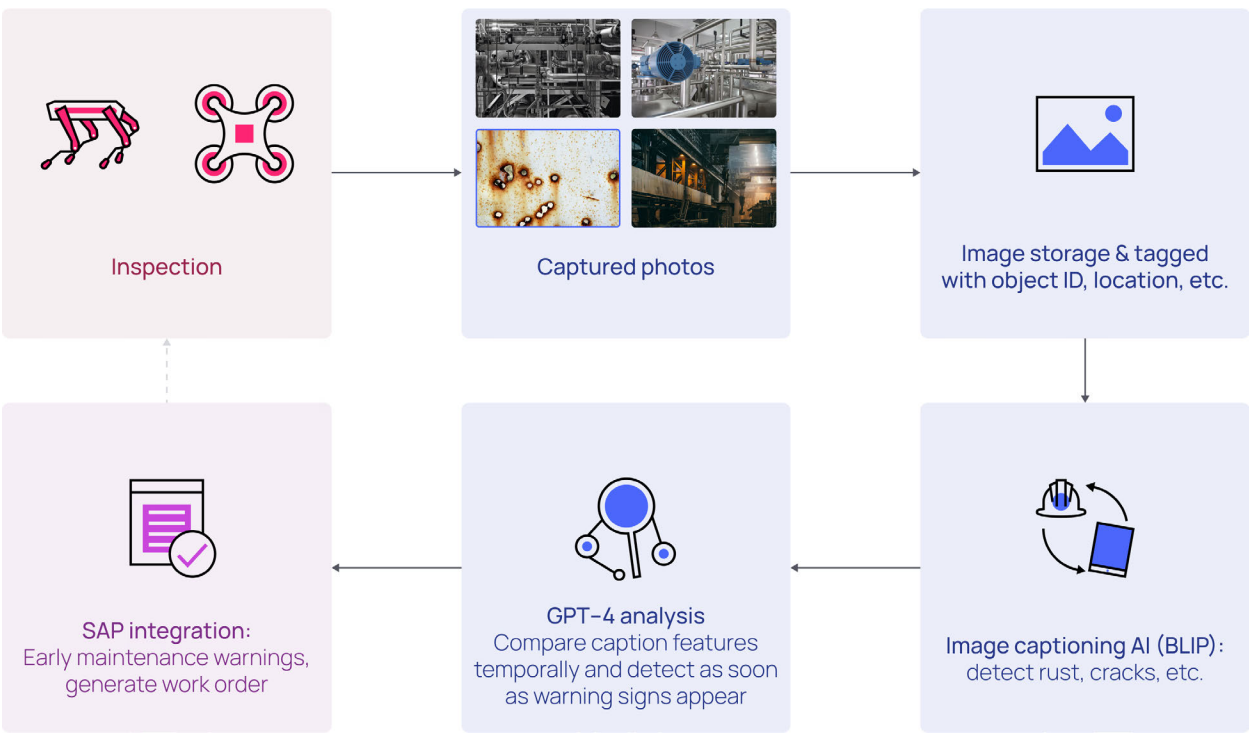 Inspection
Captured photos
Image storage & tagged
with object ID, location, etc.
SAP integration:
Early maintenance warnings,
generate work order
GPT–4 analysis
Compare caption features
temporally and detect as soon
as warning signs appear
Image captioning AI (BLIP):
detect rust, cracks, etc.